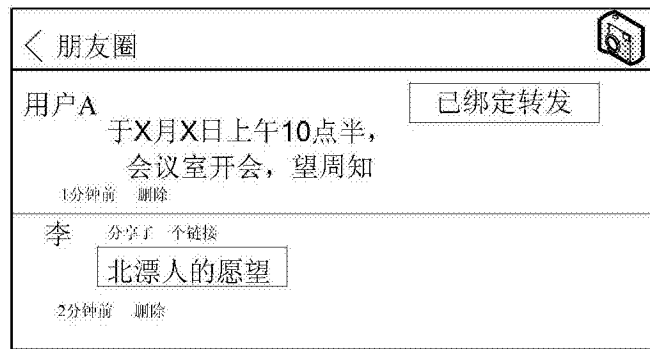 < 朋友圈
用户A 已绑定转发
于X月X日上午10点半，
会议室开会，望周知
1分钟前 删除
李 分享了 个链接
北漂人的愿望
2分钟前 删除